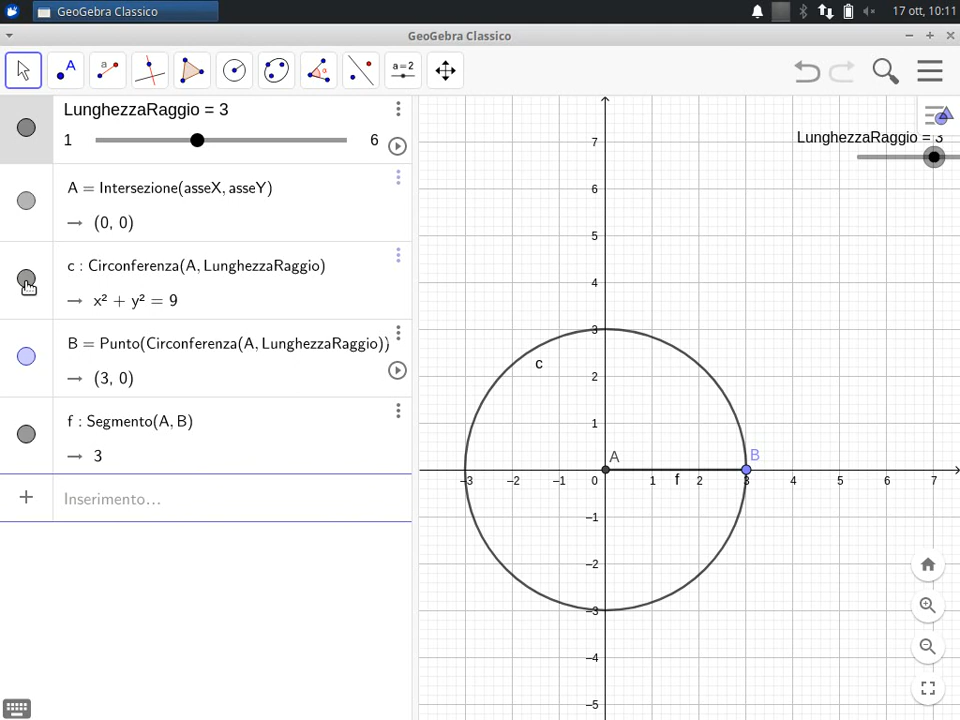 GeoGebra Classico
17 ott, 10:11
GeoGebra Classico
A
a
α
a=2
LunghezzaRaggio = 3
1
6
A = Intersezione(asseX, asseY)
→ (0, 0)
c : Circonferenza(A, LunghezzaRaggio)
→ x² + y² = 9
B = Punto(Circonferenza(A, LunghezzaRaggio))
→ (3, 0)
f : Segmento(A, B)
→ 3
+ Inserimento…
LunghezzaRaggio = 3
7
6
5
4
3
2
1
–3 –2 –1 0 1 2 3 4 5 6 7
–1
–2
–3
–4
–5
c
A
B
f